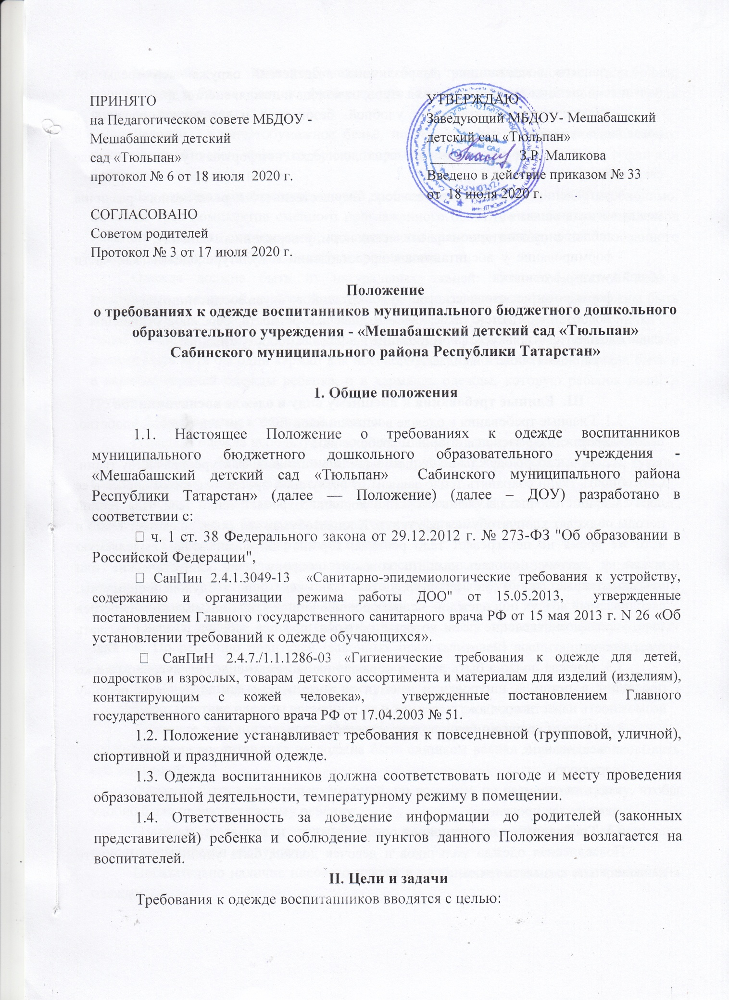 ПРИНЯТО
на Педагогическом совете МБДОУ -
Мешабашский детский
сад «Тюльпан»
протокол № 6 от 18 июля 2020 г.
СОГЛАСОВАНО
Советом родителей
Протокол № 3 от 17 июля 2020 г.
УТВЕРЖДАЮ
Заведующий МБДОУ- Мешабашский
детский сад «Тюльпан»
З.Р. Маликова
Введено в действие приказом № 33
от 18 июля 2020 г.
Положение
о требованиях к одежде воспитанников муниципального бюджетного дошкольного
образовательного учреждения - «Мешабашский детский сад «Тюльпан»
Сабинского муниципального района Республики Татарстан»
1. Общие положения
1.1. Настоящее Положение о требованиях к одежде воспитанников
муниципального бюджетного дошкольного образовательного учреждения -
«Мешабашский детский сад «Тюльпан» Сабинского муниципального района
Республики Татарстан» (далее — Положение) (далее – ДОУ) разработано в
соответствии с:
 ч. 1 ст. 38 Федерального закона от 29.12.2012 г. № 273-ФЗ "Об образовании в
Российской Федерации",
 СанПин 2.4.1.3049-13 «Санитарно-эпидемиологические требования к устройству,
содержанию и организации режима работы ДОО" от 15.05.2013, утвержденные
постановлением Главного государственного санитарного врача РФ от 15 мая 2013 г. N 26 «Об
установлении требований к одежде обучающихся».
 СанПиН 2.4.7./1.1.1286-03 «Гигиенические требования к одежде для детей,
подростков и взрослых, товарам детского ассортимента и материалам для изделий (изделиям),
контактирующим с кожей человека», утвержденные постановлением Главного
государственного санитарного врача РФ от 17.04.2003 № 51.
1.2. Положение устанавливает требования к повседневной (групповой, уличной),
спортивной и праздничной одежде.
1.3. Одежда воспитанников должна соответствовать погоде и месту проведения
образовательной деятельности, температурному режиму в помещении.
1.4. Ответственность за доведение информации до родителей (законных
представителей) ребенка и соблюдение пунктов данного Положения возлагается на
воспитателей.
II. Цели и задачи
Требования к одежде воспитанников вводятся с целью: